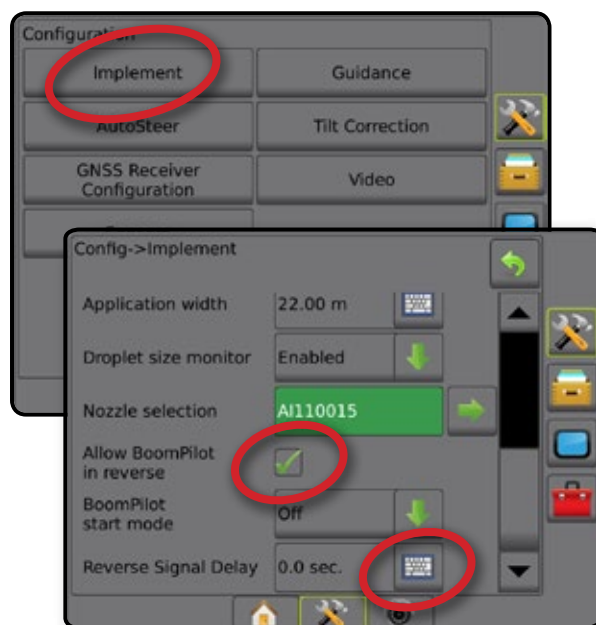 Configuration
Implement
Guidance
AutoSteer
Tilt Correction
GNSS Receiver
Configuration
Video
Config->Implement
Application width
22.00 m
Droplet size monitor
Enabled
Nozzle selection
AI110015
Allow BoomPilot
in reverse
BoomPilot
start mode
Off
Reverse Signal Delay
0.0 sec.